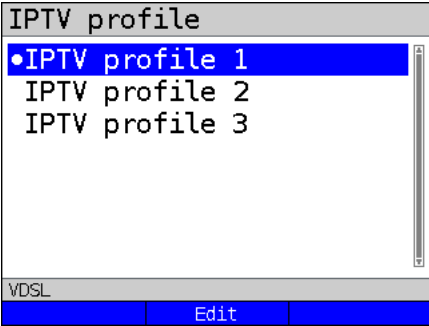 IPTV profile
•IPTV profile 1
IPTV profile 2
IPTV profile 3
VDSL
Edit